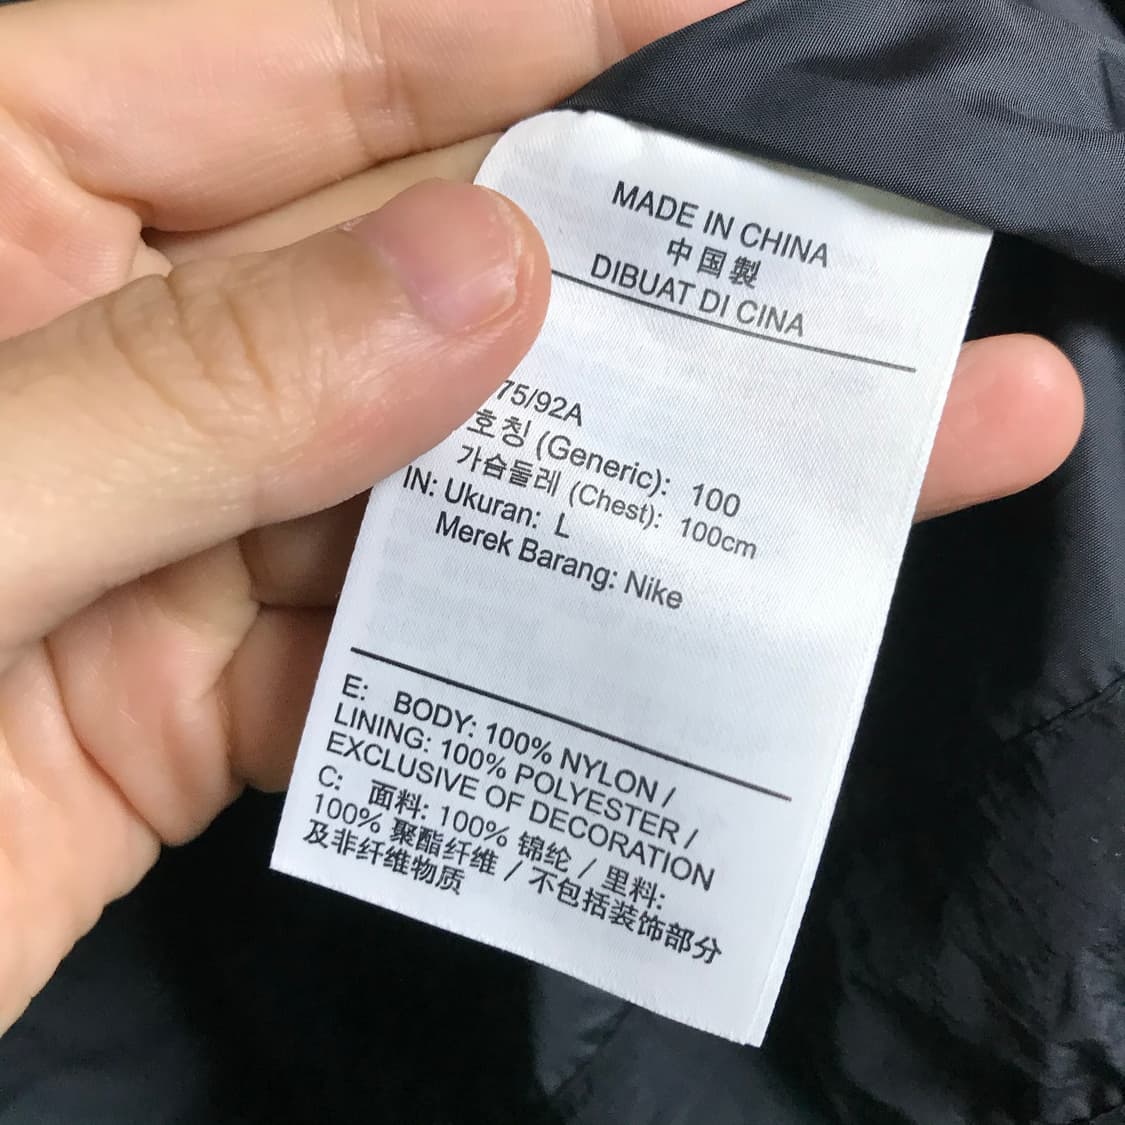 MADE IN CHINA
中国製
DIBUAT DI CINA
75/92A
호칭 (Generic): 100
가슴둘레 (Chest): 100cm
IN: Ukuran: L
Merek Barang: Nike
E: BODY: 100% NYLON /
LINING: 100% POLYESTER /
EXCLUSIVE OF DECORATION
C: 面料: 100% 锦纶 / 里料:
100% 聚酯纤维 / 不包括装饰部分
及非纤维物质